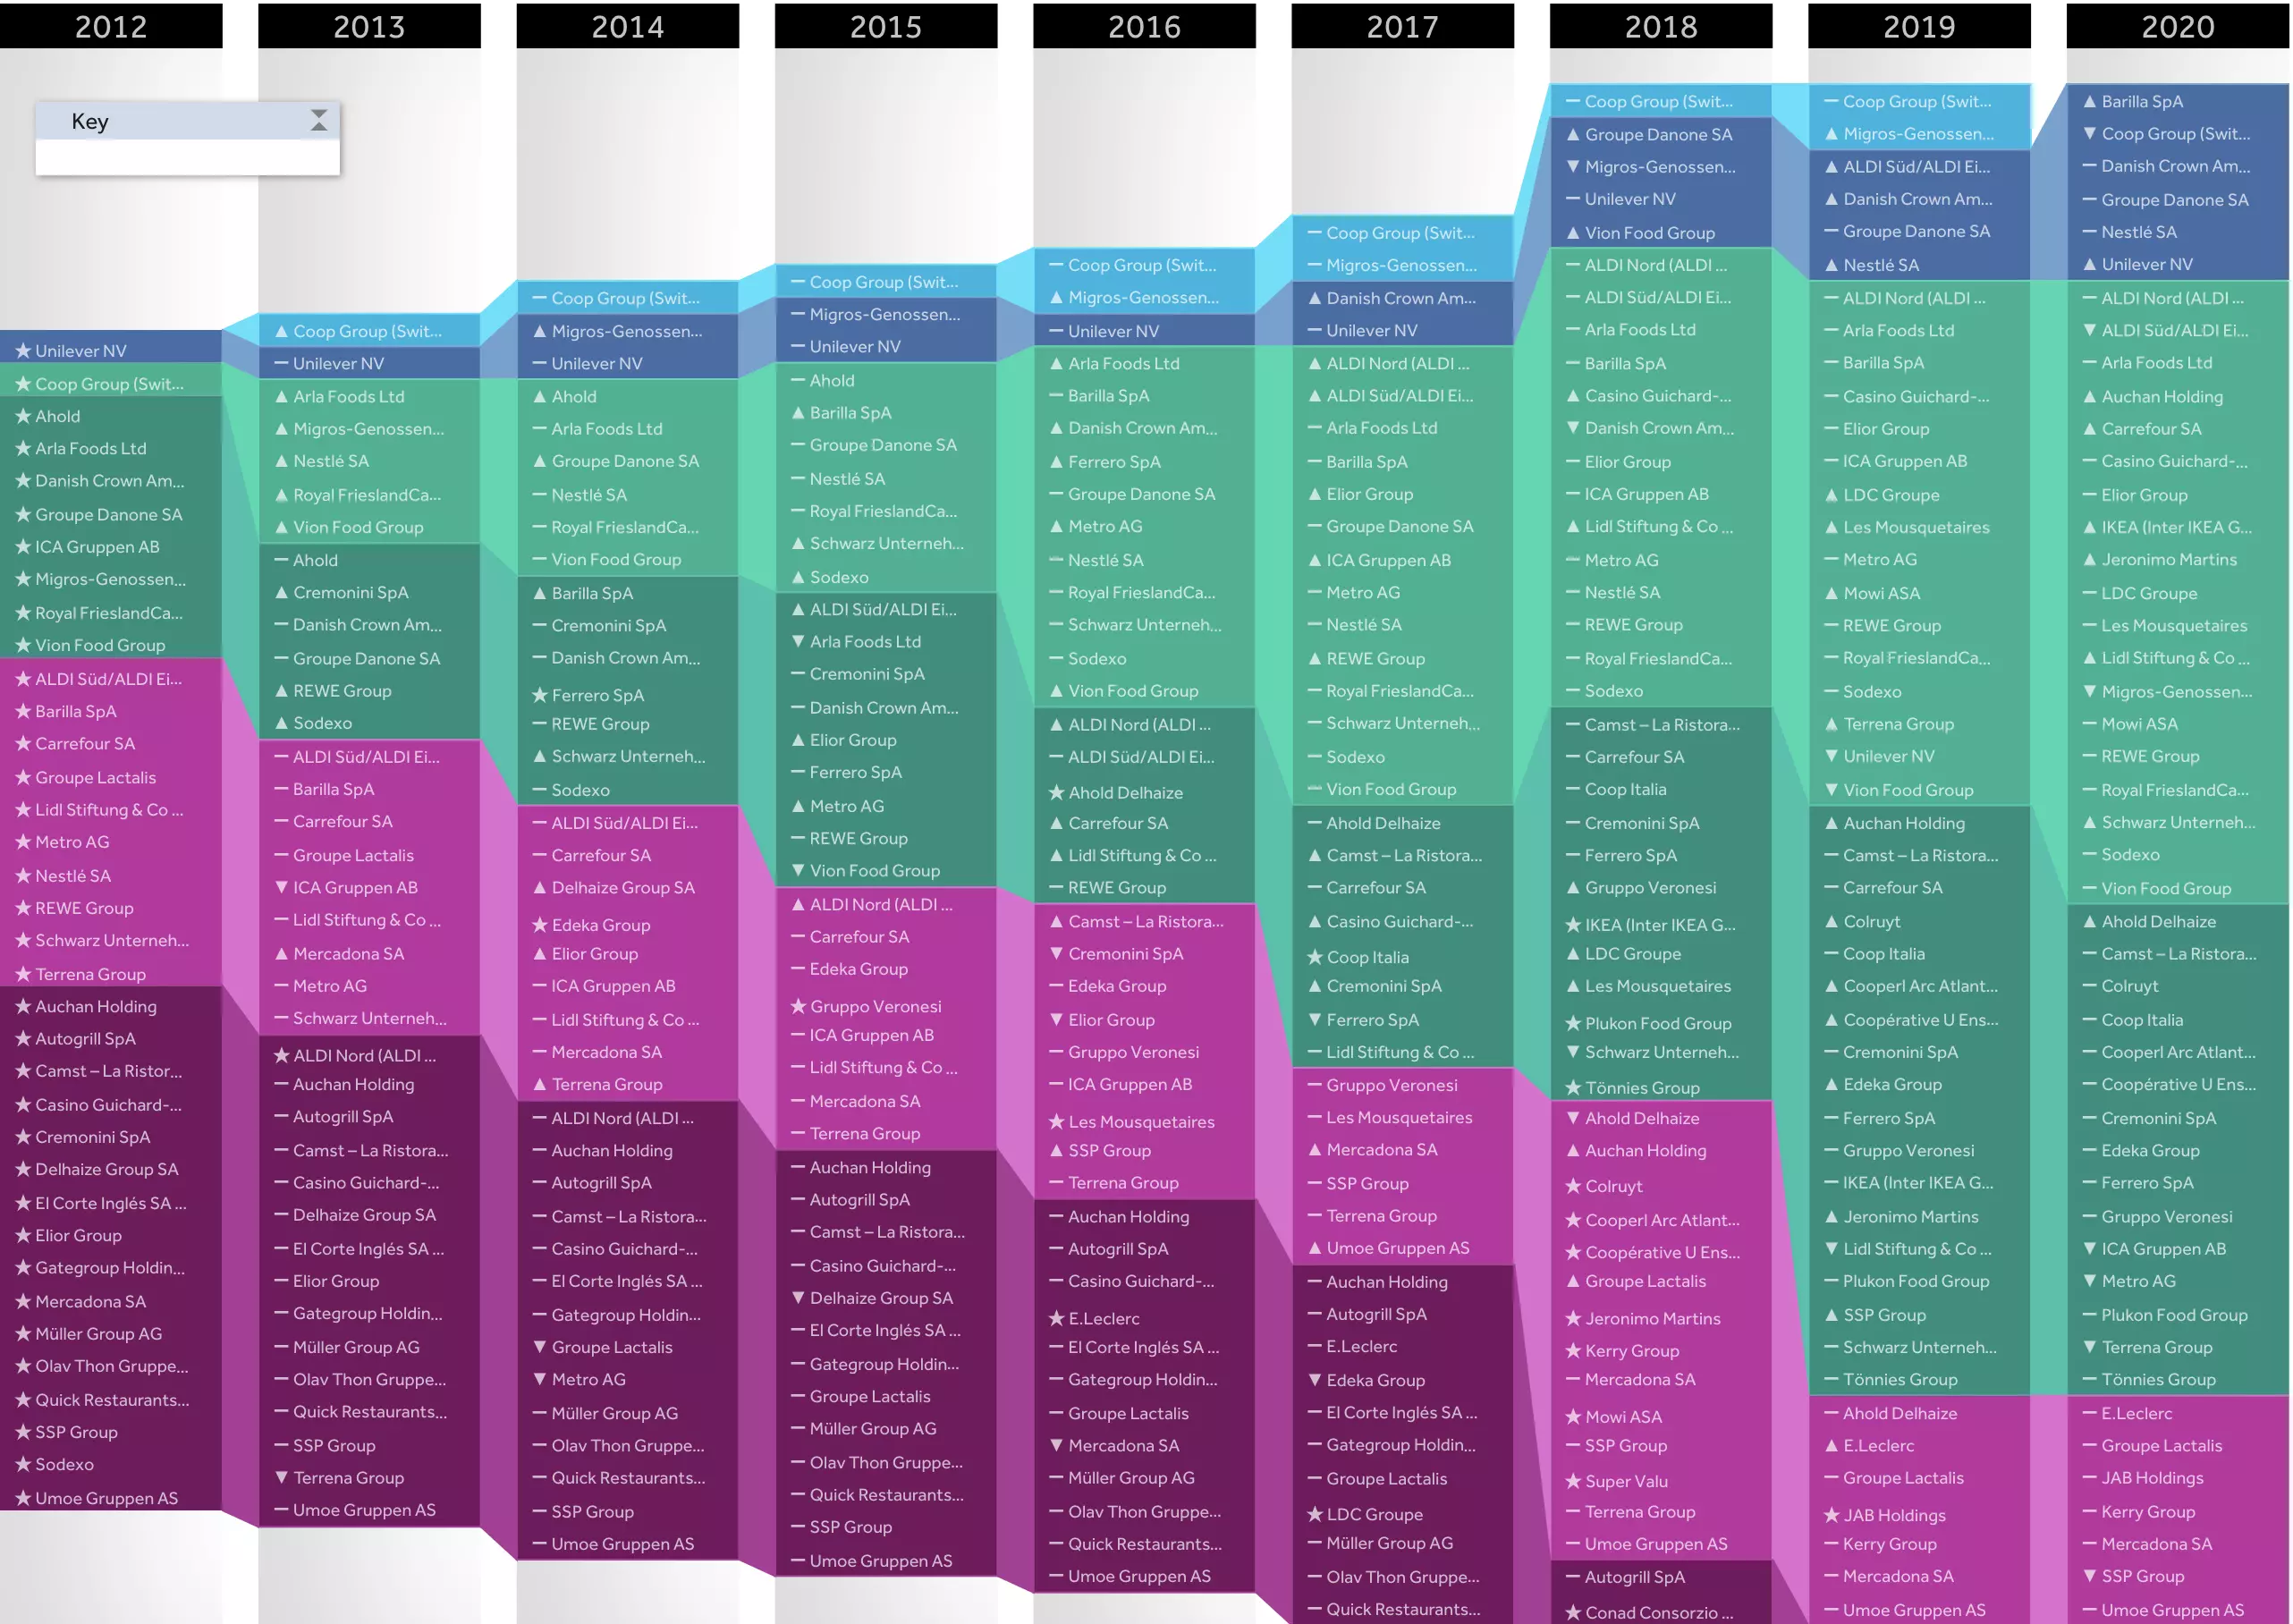 2012
Key
Unilever NV
Coop Group (Swit...
Ahold
Arla Foods Ltd
Danish Crown Am...
Groupe Danone SA
ICA Gruppen AB
Migros-Genossen...
Royal FrieslandCa...
Vion Food Group
ALDI Süd/ALDI Ei...
Barilla SpA
Carrefour SA
Groupe Lactalis
Lidl Stiftung & Co ...
Metro AG
Nestlé SA
REWE Group
Schwarz Unterneh...
Terrena Group
Auchan Holding
Autogrill SpA
Camst – La Ristor...
Casino Guichard-...
Cremonini SpA
Delhaize Group SA
El Corte Inglés SA ...
Elior Group
Gategroup Holdin...
Mercadona SA
Müller Group AG
Olav Thon Gruppe...
Quick Restaurants...
SSP Group
Sodexo
Umoe Gruppen AS
2013
Coop Group (Swit...
Unilever NV
Arla Foods Ltd
Migros-Genossen...
Nestlé SA
Royal FrieslandCa...
Vion Food Group
Ahold
Cremonini SpA
Danish Crown Am...
Groupe Danone SA
REWE Group
Sodexo
ALDI Süd/ALDI Ei...
Barilla SpA
Carrefour SA
Groupe Lactalis
ICA Gruppen AB
Lidl Stiftung & Co ...
Mercadona SA
Metro AG
Schwarz Unterneh...
ALDI Nord (ALDI ...
Auchan Holding
Autogrill SpA
Camst – La Ristora...
Casino Guichard-...
Delhaize Group SA
El Corte Inglés SA ...
Elior Group
Gategroup Holdin...
Müller Group AG
Olav Thon Gruppe...
Quick Restaurants...
SSP Group
Terrena Group
Umoe Gruppen AS
2014
Coop Group (Swit...
Migros-Genossen...
Unilever NV
Ahold
Arla Foods Ltd
Groupe Danone SA
Nestlé SA
Royal FrieslandCa...
Vion Food Group
Barilla SpA
Cremonini SpA
Danish Crown Am...
Ferrero SpA
REWE Group
Schwarz Unterneh...
Sodexo
ALDI Süd/ALDI Ei...
Carrefour SA
Delhaize Group SA
Edeka Group
Elior Group
ICA Gruppen AB
Lidl Stiftung & Co ...
Mercadona SA
Terrena Group
ALDI Nord (ALDI ...
Auchan Holding
Autogrill SpA
Camst – La Ristora...
Casino Guichard-...
El Corte Inglés SA ...
Gategroup Holdin...
Groupe Lactalis
Metro AG
Müller Group AG
Olav Thon Gruppe...
Quick Restaurants...
SSP Group
Umoe Gruppen AS
2015
Coop Group (Swit...
Migros-Genossen...
Unilever NV
Ahold
Barilla SpA
Groupe Danone SA
Nestlé SA
Royal FrieslandCa...
Schwarz Unterneh...
Sodexo
ALDI Süd/ALDI Ei...
Arla Foods Ltd
Cremonini SpA
Danish Crown Am...
Elior Group
Ferrero SpA
Metro AG
REWE Group
Vion Food Group
ALDI Nord (ALDI ...
Carrefour SA
Edeka Group
Gruppo Veronesi
ICA Gruppen AB
Lidl Stiftung & Co ...
Mercadona SA
Terrena Group
Auchan Holding
Autogrill SpA
Camst – La Ristora...
Casino Guichard-...
Delhaize Group SA
El Corte Inglés SA ...
Gategroup Holdin...
Groupe Lactalis
Müller Group AG
Olav Thon Gruppe...
Quick Restaurants...
SSP Group
Umoe Gruppen AS
2016
Coop Group (Swit...
Migros-Genossen...
Unilever NV
Arla Foods Ltd
Barilla SpA
Danish Crown Am...
Ferrero SpA
Groupe Danone SA
Metro AG
Nestlé SA
Royal FrieslandCa...
Schwarz Unterneh...
Sodexo
Vion Food Group
ALDI Nord (ALDI ...
ALDI Süd/ALDI Ei...
Ahold Delhaize
Carrefour SA
Lidl Stiftung & Co ...
REWE Group
Camst – La Ristora...
Cremonini SpA
Edeka Group
Elior Group
Gruppo Veronesi
ICA Gruppen AB
Les Mousquetaires
SSP Group
Terrena Group
Auchan Holding
Autogrill SpA
Casino Guichard-...
E.Leclerc
El Corte Inglés SA ...
Gategroup Holdin...
Groupe Lactalis
Mercadona SA
Müller Group AG
Olav Thon Gruppe...
Quick Restaurants...
Umoe Gruppen AS
2017
Coop Group (Swit...
Migros-Genossen...
Danish Crown Am...
Unilever NV
ALDI Nord (ALDI ...
ALDI Süd/ALDI Ei...
Arla Foods Ltd
Barilla SpA
Elior Group
Groupe Danone SA
ICA Gruppen AB
Metro AG
Nestlé SA
REWE Group
Royal FrieslandCa...
Schwarz Unterneh...
Sodexo
Vion Food Group
Ahold Delhaize
Camst – La Ristora...
Carrefour SA
Casino Guichard-...
Coop Italia
Cremonini SpA
Ferrero SpA
Lidl Stiftung & Co ...
Gruppo Veronesi
Les Mousquetaires
Mercadona SA
SSP Group
Terrena Group
Umoe Gruppen AS
Auchan Holding
Autogrill SpA
E.Leclerc
Edeka Group
El Corte Inglés SA ...
Gategroup Holdin...
Groupe Lactalis
LDC Groupe
Müller Group AG
Olav Thon Gruppe...
Quick Restaurants...
2018
Coop Group (Swit...
Groupe Danone SA
Migros-Genossen...
Unilever NV
Vion Food Group
ALDI Nord (ALDI ...
ALDI Süd/ALDI Ei...
Arla Foods Ltd
Barilla SpA
Casino Guichard-...
Danish Crown Am...
Elior Group
ICA Gruppen AB
Lidl Stiftung & Co ...
Metro AG
Nestlé SA
REWE Group
Royal FrieslandCa...
Sodexo
Camst – La Ristora...
Carrefour SA
Coop Italia
Cremonini SpA
Ferrero SpA
Gruppo Veronesi
IKEA (Inter IKEA G...
LDC Groupe
Les Mousquetaires
Plukon Food Group
Schwarz Unterneh...
Tönnies Group
Ahold Delhaize
Auchan Holding
Colruyt
Cooperl Arc Atlant...
Coopérative U Ens...
Groupe Lactalis
Jeronimo Martins
Kerry Group
Mercadona SA
Mowi ASA
SSP Group
Super Valu
Terrena Group
Umoe Gruppen AS
Autogrill SpA
Conad Consorzio ...
2019
Coop Group (Swit...
Migros-Genossen...
ALDI Süd/ALDI Ei...
Danish Crown Am...
Groupe Danone SA
Nestlé SA
ALDI Nord (ALDI ...
Arla Foods Ltd
Barilla SpA
Casino Guichard-...
Elior Group
ICA Gruppen AB
LDC Groupe
Les Mousquetaires
Metro AG
Mowi ASA
REWE Group
Royal FrieslandCa...
Sodexo
Terrena Group
Unilever NV
Vion Food Group
Auchan Holding
Camst – La Ristora...
Carrefour SA
Colruyt
Coop Italia
Cooperl Arc Atlant...
Coopérative U Ens...
Cremonini SpA
Edeka Group
Ferrero SpA
Gruppo Veronesi
IKEA (Inter IKEA G...
Jeronimo Martins
Lidl Stiftung & Co ...
Plukon Food Group
SSP Group
Schwarz Unterneh...
Tönnies Group
Ahold Delhaize
E.Leclerc
Groupe Lactalis
JAB Holdings
Kerry Group
Mercadona SA
Umoe Gruppen AS
2020
Barilla SpA
Coop Group (Swit...
Danish Crown Am...
Groupe Danone SA
Nestlé SA
Unilever NV
ALDI Nord (ALDI ...
ALDI Süd/ALDI Ei...
Arla Foods Ltd
Auchan Holding
Carrefour SA
Casino Guichard-...
Elior Group
IKEA (Inter IKEA G...
Jeronimo Martins
LDC Groupe
Les Mousquetaires
Lidl Stiftung & Co ...
Migros-Genossen...
Mowi ASA
REWE Group
Royal FrieslandCa...
Schwarz Unterneh...
Sodexo
Vion Food Group
Ahold Delhaize
Camst – La Ristora...
Colruyt
Coop Italia
Cooperl Arc Atlant...
Coopérative U Ens...
Cremonini SpA
Edeka Group
Ferrero SpA
Gruppo Veronesi
ICA Gruppen AB
Metro AG
Plukon Food Group
Terrena Group
Tönnies Group
E.Leclerc
Groupe Lactalis
JAB Holdings
Kerry Group
Mercadona SA
SSP Group
Umoe Gruppen AS